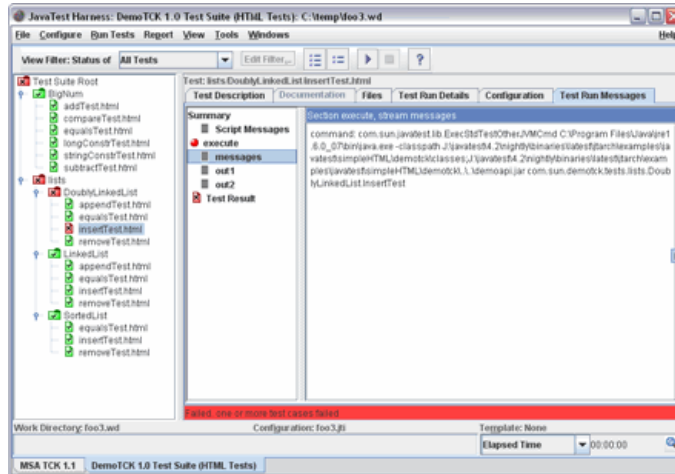 JavaTest Harness: DemoTCK 1.0 Test Suite (HTML Tests): C:\temp\foo3.wd
File Configure Run Tests Report View Tools Windows Help
View Filter: Status of All Tests Edit Filter...
Test Suite Root
BigNum
addTest.html
compareTest.html
equalsTest.html
longConstrTest.html
stringConstrTest.html
subtractTest.html
lists
DoublyLinkedList
appendTest.html
equalsTest.html
insertTest.html
removeTest.html
LinkedList
appendTest.html
equalsTest.html
insertTest.html
removeTest.html
SortedList
equalsTest.html
insertTest.html
removeTest.html
Test: lists/DoublyLinkedList/InsertTest.html
Test Description Documentation Files Test Run Details Configuration Test Run Messages
Summary
Script Messages
execute
messages
out1
out2
Test Result
Section execute, stream messages
command: com.sun.javatest.lib.ExecStdTestOtherJVMCmd C:\Program Files\Java\jre1
.6.0_07\bin\java.exe -classpath J:\javatest\4.2\nightly\binaries\latest\jtarch\examples\ja
vatest\simpleHTML\demotck\classes;J:\javatest\4.2\nightly\binaries\latest\jtarch\exam
ples\javatest\simpleHTML\demotck\..\..\demoapi.jar com.sun.demotck.tests.lists.Doub
lyLinkedList.InsertTest
Failed. one or more test cases failed
Work Directory: foo3.wd Configuration: foo3.jti Template: None
Elapsed Time 00:00:00
MSA TCK 1.1 DemoTCK 1.0 Test Suite (HTML Tests)